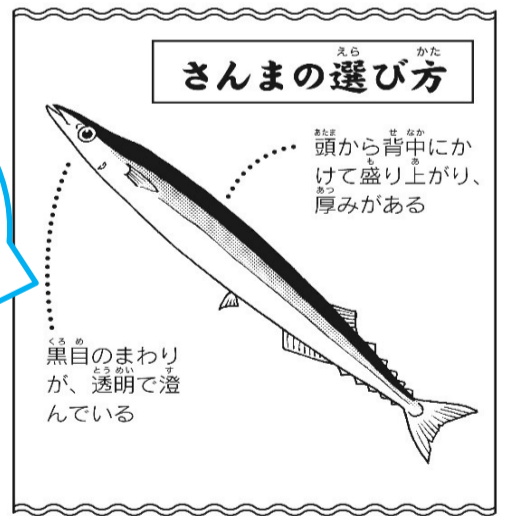 さんまの選び方
頭から背中にか
けて盛り上がり、
厚みがある
黒目のまわり
が、透明で澄
んでいる